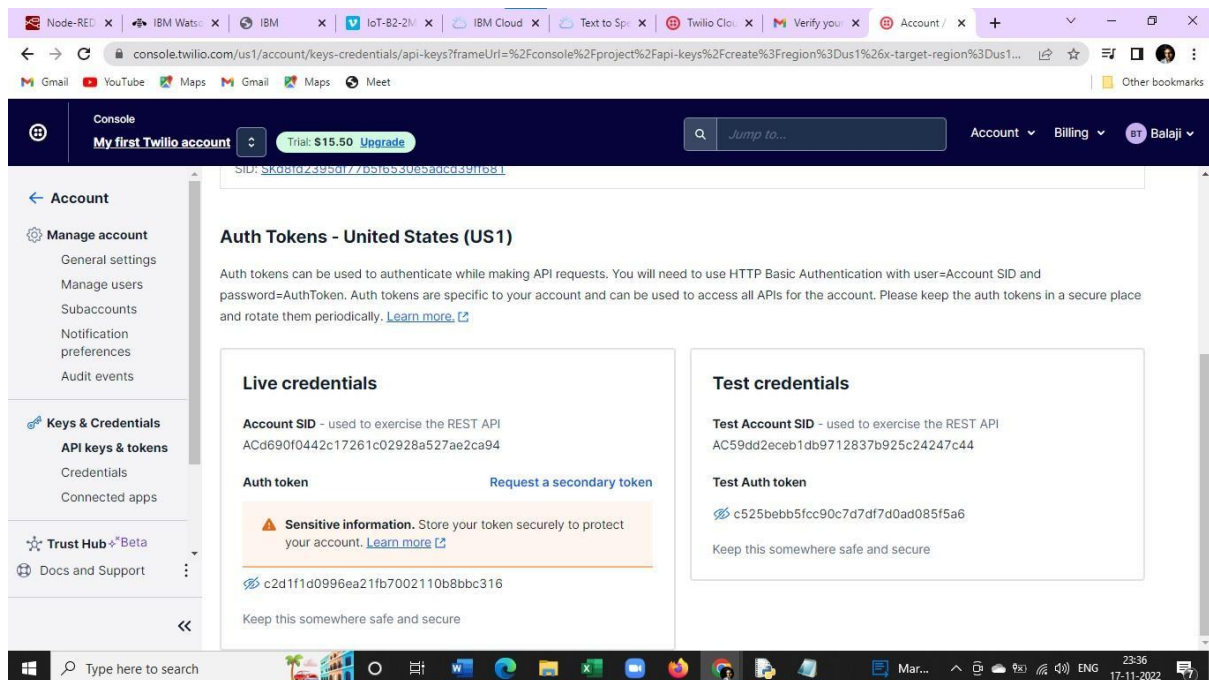 Node-RED
IBM Wats
IBM
IoT-B2-2M
IBM Cloud
Text to Sp
Twilio Clou
Verify your
Account /
console.twilio.com/us1/account/keys-credentials/api-keys?frameUrl=%2Fconsole%2Fproject%2Fapi-keys%2Fcreate%3Fregion%3Dus1%26x-target-region%3Dus1...
Gmail YouTube Maps Gmail Maps Meet Other bookmarks
Console
My first Twilio account Trial: $15.50 Upgrade Jump to... Account Billing BT Balaji
Account
Manage account
General settings
Manage users
Subaccounts
Notification
preferences
Audit events
Keys & Credentials
API keys & tokens
Credentials
Connected apps
Trust Hub Beta
Docs and Support
SID: SKd8fd2395df77b5f6530e5adcd39ff681
Auth Tokens - United States (US1)
Auth tokens can be used to authenticate while making API requests. You will need to use HTTP Basic Authentication with user=Account SID and
password=AuthToken. Auth tokens are specific to your account and can be used to access all APIs for the account. Please keep the auth tokens in a secure place
and rotate them periodically. Learn more.
Live credentials
Account SID - used to exercise the REST API
ACd690f0442c17261c02928a527ae2ca94
Auth token Request a secondary token
Sensitive information. Store your token securely to protect
your account. Learn more
c2d1f1d0996ea21fb7002110b8bbc316
Keep this somewhere safe and secure
Test credentials
Test Account SID - used to exercise the REST API
AC59dd2eceb1db9712837b925c24247c44
Test Auth token
c525bebb5fcc90c7d7df7d0ad085f5a6
Keep this somewhere safe and secure
Type here to search
Mar...
ENG
23:36
17-11-2022